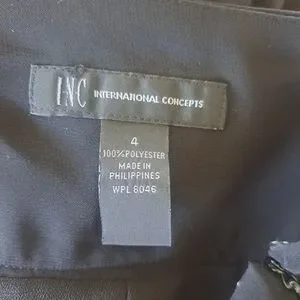 INC INTERNATIONAL CONCEPTS
4
100%POLYESTER
MADE IN
PHILIPPINES
WPL 8046